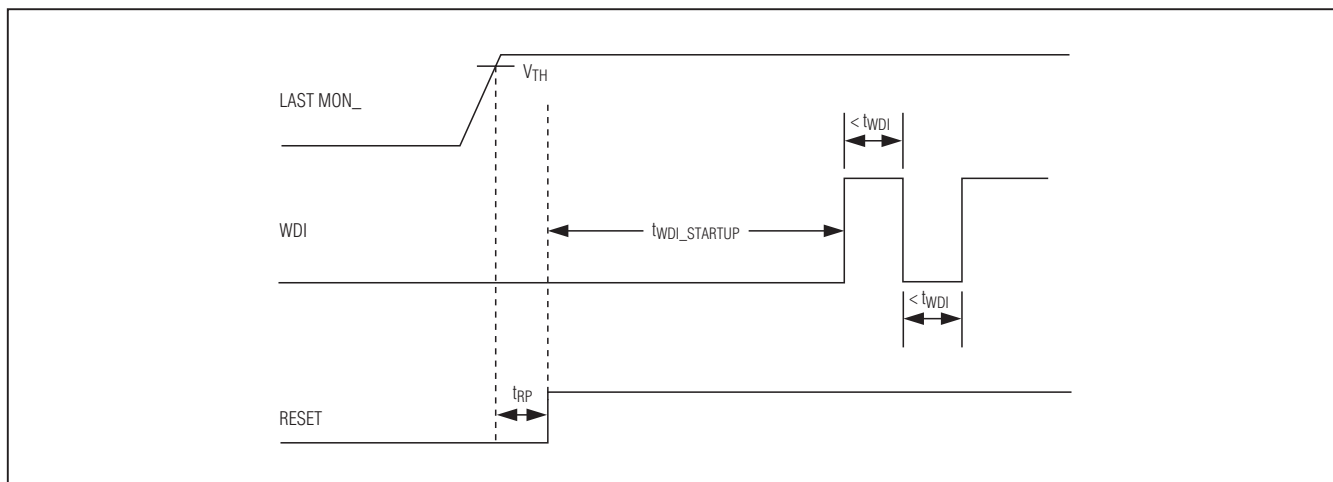 VTH
LAST MON_
< tWDI
WDI
tWDI_STARTUP
< tWDI
tRP
RESET